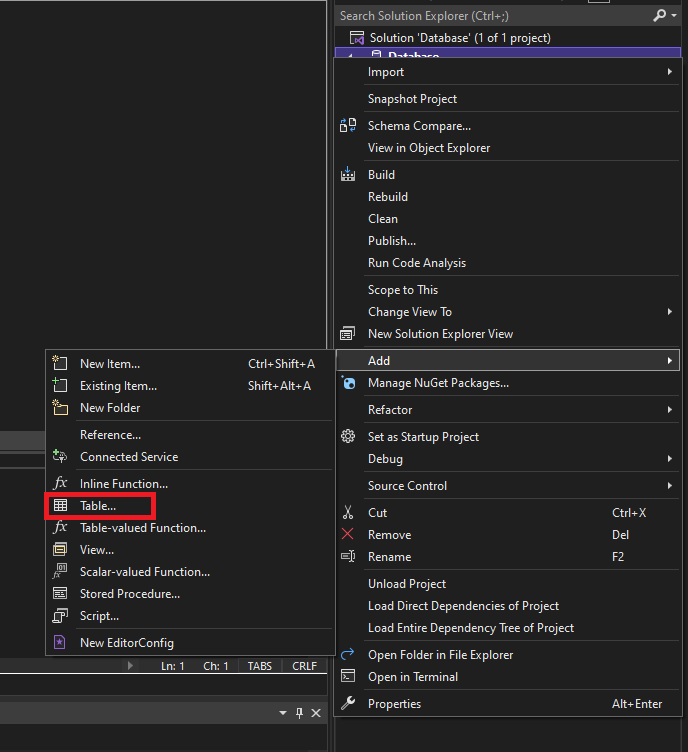 Search Solution Explorer (Ctrl+;)
Solution 'Database' (1 of 1 project)
Database
Import
Snapshot Project
Schema Compare...
View in Object Explorer
Build
Rebuild
Clean
Publish...
Run Code Analysis
Scope to This
Change View To
New Solution Explorer View
Add
Manage NuGet Packages...
Refactor
Set as Startup Project
Debug
Source Control
Cut Ctrl+X
Remove Del
Rename F2
Unload Project
Load Direct Dependencies of Project
Load Entire Dependency Tree of Project
Open Folder in File Explorer
Open in Terminal
Properties Alt+Enter
New Item... Ctrl+Shift+A
Existing Item... Shift+Alt+A
New Folder
Reference...
Connected Service
Inline Function...
Table...
Table-valued Function...
View...
Scalar-valued Function...
Stored Procedure...
Script...
New EditorConfig
Ln: 1 Ch: 1 TABS CRLF